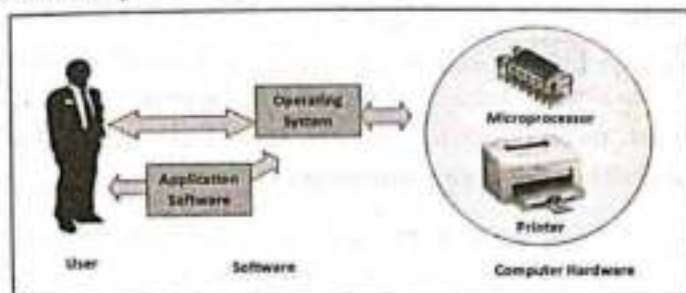 Operating
System
Microprocessor
Application
Software
Printer
User
Software
Computer Hardware